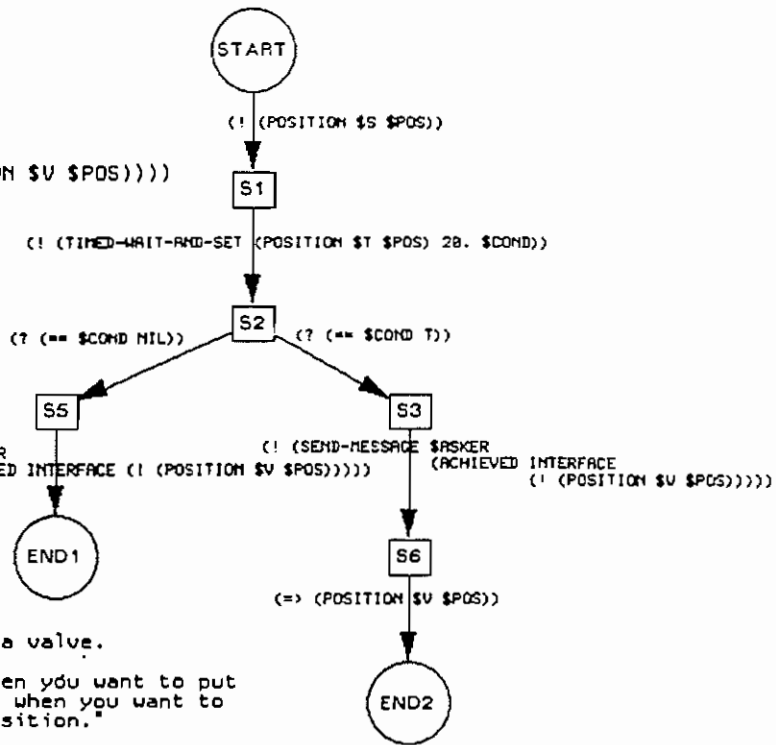 START
(! (POSITION $S $POS))
ON $V $POS))))
S1
(! (TIMED-WAIT-AND-SET (POSITION $T $POS) 20. $COND))
S2
(? (== $COND NIL))
(? (== $COND T))
S5
S3
R
ED INTERFACE (! (POSITION $V $POS)))))
(! (SEND-MESSAGE $ASKER
(ACHIEVED INTERFACE
(! (POSITION $V $POS)))))
END1
S6
(=> (POSITION $V $POS))
a valve.
en you want to put
when you want to
sition."
END2